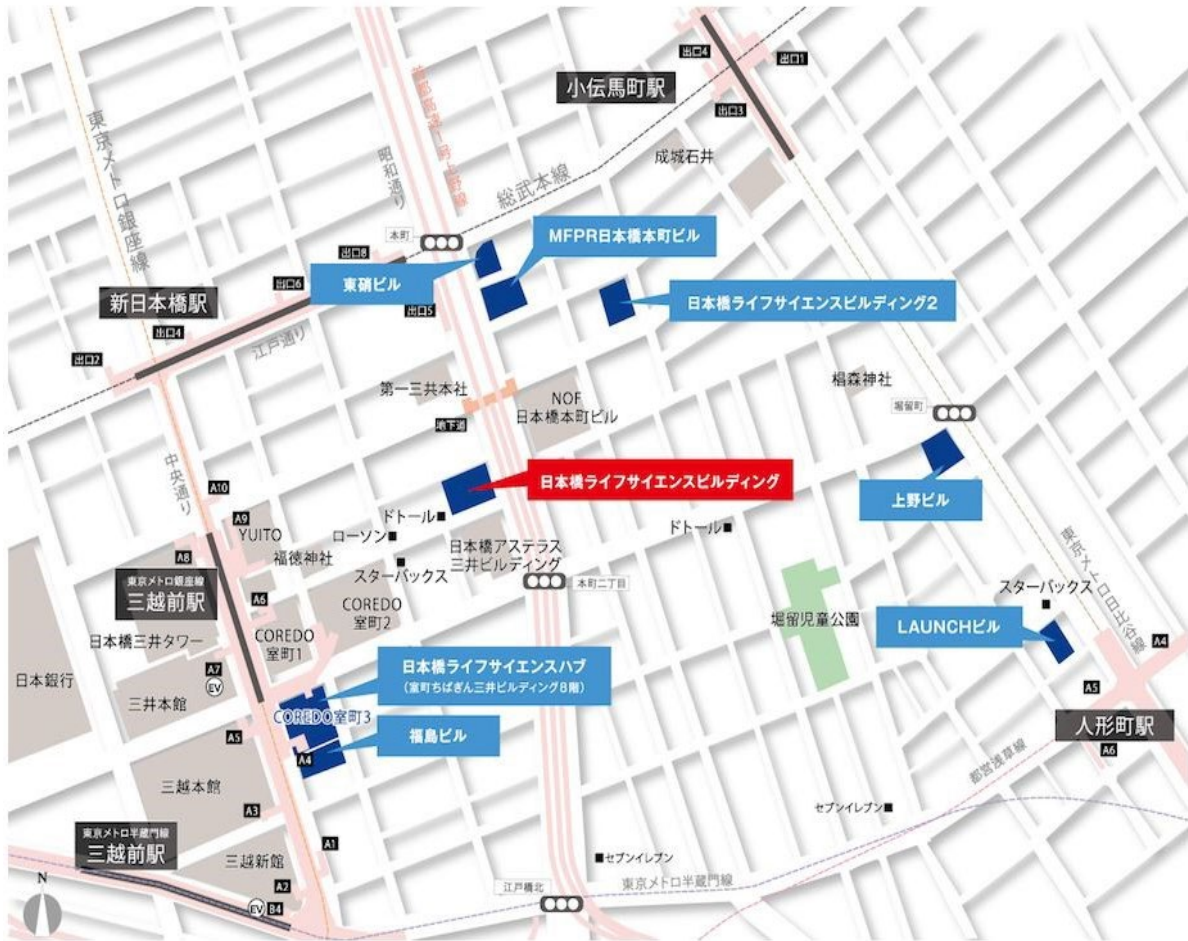 出口4
出口1
小伝馬町駅
出口3
東京メトロ銀座線
昭和通り
首都高速1号上野線
総武本線
成城石井
本町
MFPR日本橋本町ビル
出口8
東硝ビル
出口6
新日本橋駅
出口4
出口5
日本橋ライフサイエンスビルディング2
出口2
江戸通り
第一三共本社
NOF
日本橋本町ビル
椙森神社
堀留町
地下道
中央通り
日本橋ライフサイエンスビルディング
上野ビル
A10
A9
YUITO
ドトール
ローソン
福徳神社
スターバックス
日本橋アステラス
三井ビルディング
ドトール
本町二丁目
東京メトロ日比谷線
A8
東京メトロ銀座線
三越前駅
A6
COREDO
室町2
COREDO
室町1
日本橋三井タワー
堀留児童公園
スターバックス
LAUNCHビル
A4
日本銀行
A7
EV
三井本館
日本橋ライフサイエンスハブ
(室町ちばぎん三井ビルディング8階)
COREDO室町3
福島ビル
A5
A4
A5
人形町駅
A6
都営浅草線
三越本館
A3
セブンイレブン
東京メトロ半蔵門線
三越前駅
A1
三越新館
セブンイレブン
A2
東京メトロ半蔵門線
江戸橋北
EV
B4
N